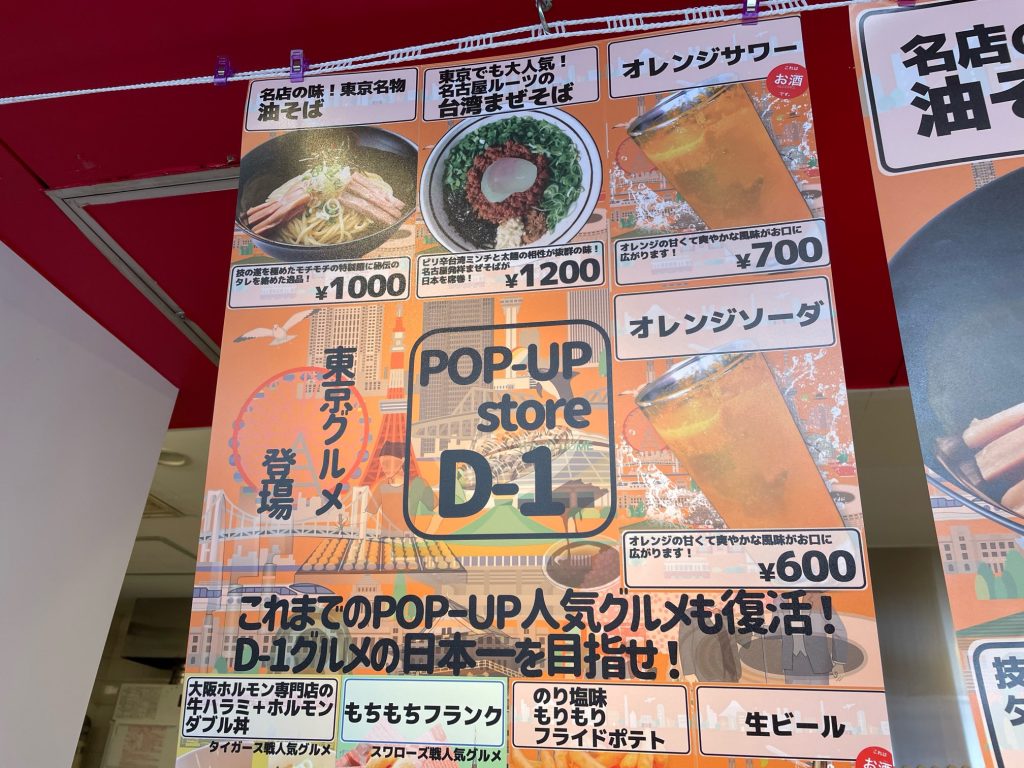 名店の味！東京名物
油そば
技の選を極めたモチモチの特製麺に秘伝の
タレを絡めた逸品！
¥1000
東京でも大人気！
名古屋ルーツの
台湾まぜそば
ピリ辛台湾ミンチと太麺の相性が抜群の味！
名古屋発祥まぜそばが
日本を席巻！
¥1200
オレンジサワー
これは
お酒
です。
オレンジの甘くて爽やかな風味がお口に
広がります！
¥700
オレンジソーダ
オレンジの甘くて爽やかな風味がお口に
広がります！
¥600
東京グルメ
登場
POP-UP
store
D-1
これまでのPOP-UP人気グルメも復活！
D-1グルメの日本一を目指せ！
大阪ホルモン専門店の
牛ハラミ＋ホルモン
ダブル丼
タイガース戦人気グルメ
もちもちフランク
スワローズ戦人気グルメ
のり塩味
もりもり
フライドポテト
生ビール
これは
お酒
名店の
油そ
技
タ